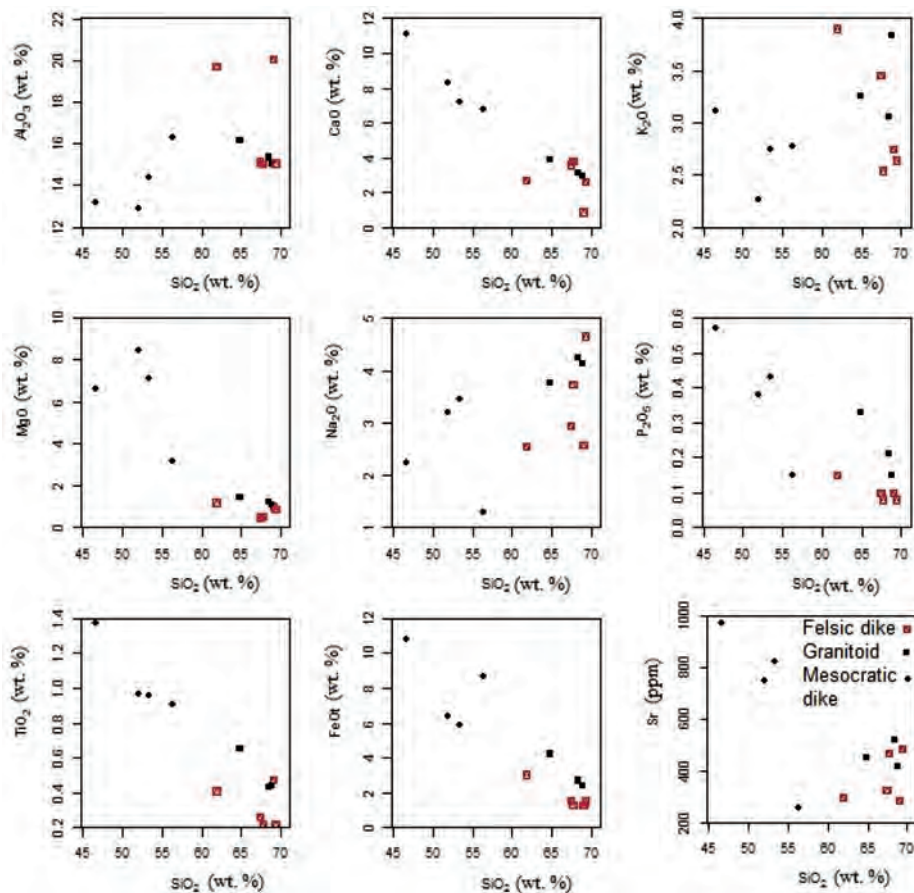 Al₂O₃ (wt. %)
22
20
18
16
14
12
45 50 55 60 65 70
SiO₂ (wt. %)
CaO (wt. %)
12
10
8
6
4
2
0
45 50 55 60 65 70
SiO₂ (wt. %)
K₂O (wt. %)
4.0
3.5
3.0
2.5
2.0
45 50 55 60 65 70
SiO₂ (wt. %)
MgO (wt. %)
10
8
6
4
2
0
45 50 55 60 65 70
SiO₂ (wt. %)
Na₂O (wt. %)
5
4
3
2
1
45 50 55 60 65 70
SiO₂ (wt. %)
P₂O₅ (wt. %)
0.6
0.5
0.4
0.3
0.2
0.1
0.0
45 50 55 60 65 70
SiO₂ (wt. %)
TiO₂ (wt. %)
1.4
1.2
1.0
0.8
0.6
0.4
0.2
45 50 55 60 65 70
SiO₂ (wt. %)
FeOt (wt. %)
12
10
8
6
4
2
0
45 50 55 60 65 70
SiO₂ (wt. %)
Sr (ppm)
1000
800
600
400
200
Felsic dike
Granitoid
Mesocratic
dike
45 50 55 60 65 70
SiO₂ (wt. %)